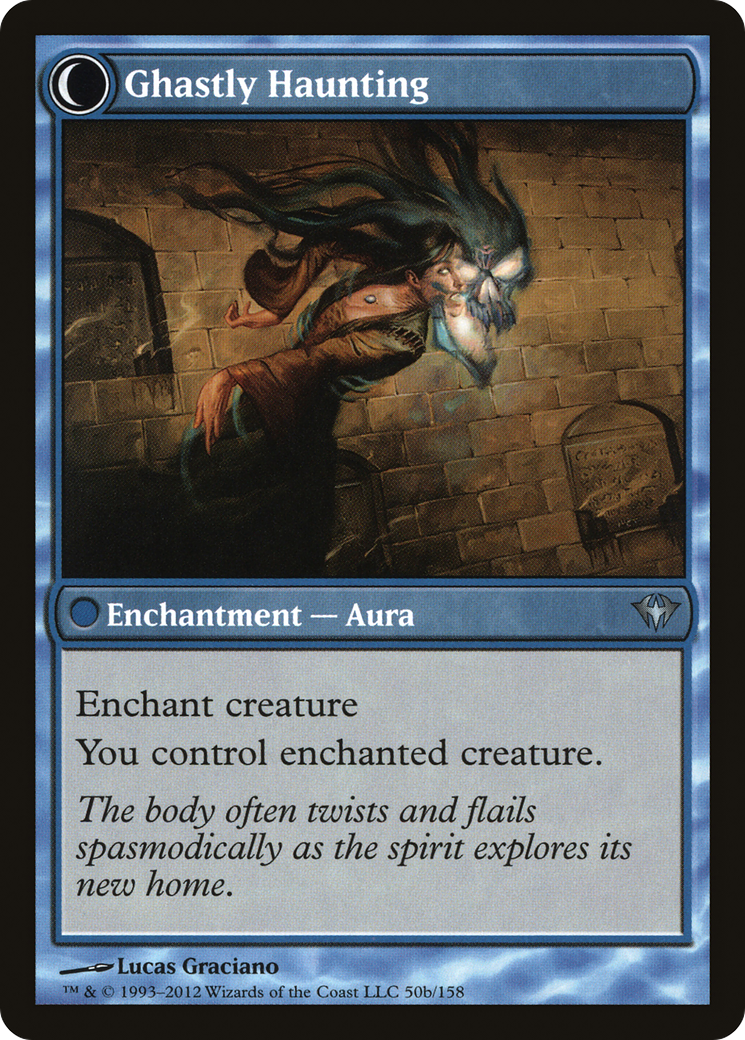 Ghastly Haunting
Enchantment — Aura
Enchant creature
You control enchanted creature.
The body often twists and flails
spasmodically as the spirit explores its
new home.
Lucas Graciano
™ & © 1993–2012 Wizards of the Coast LLC 50b/158